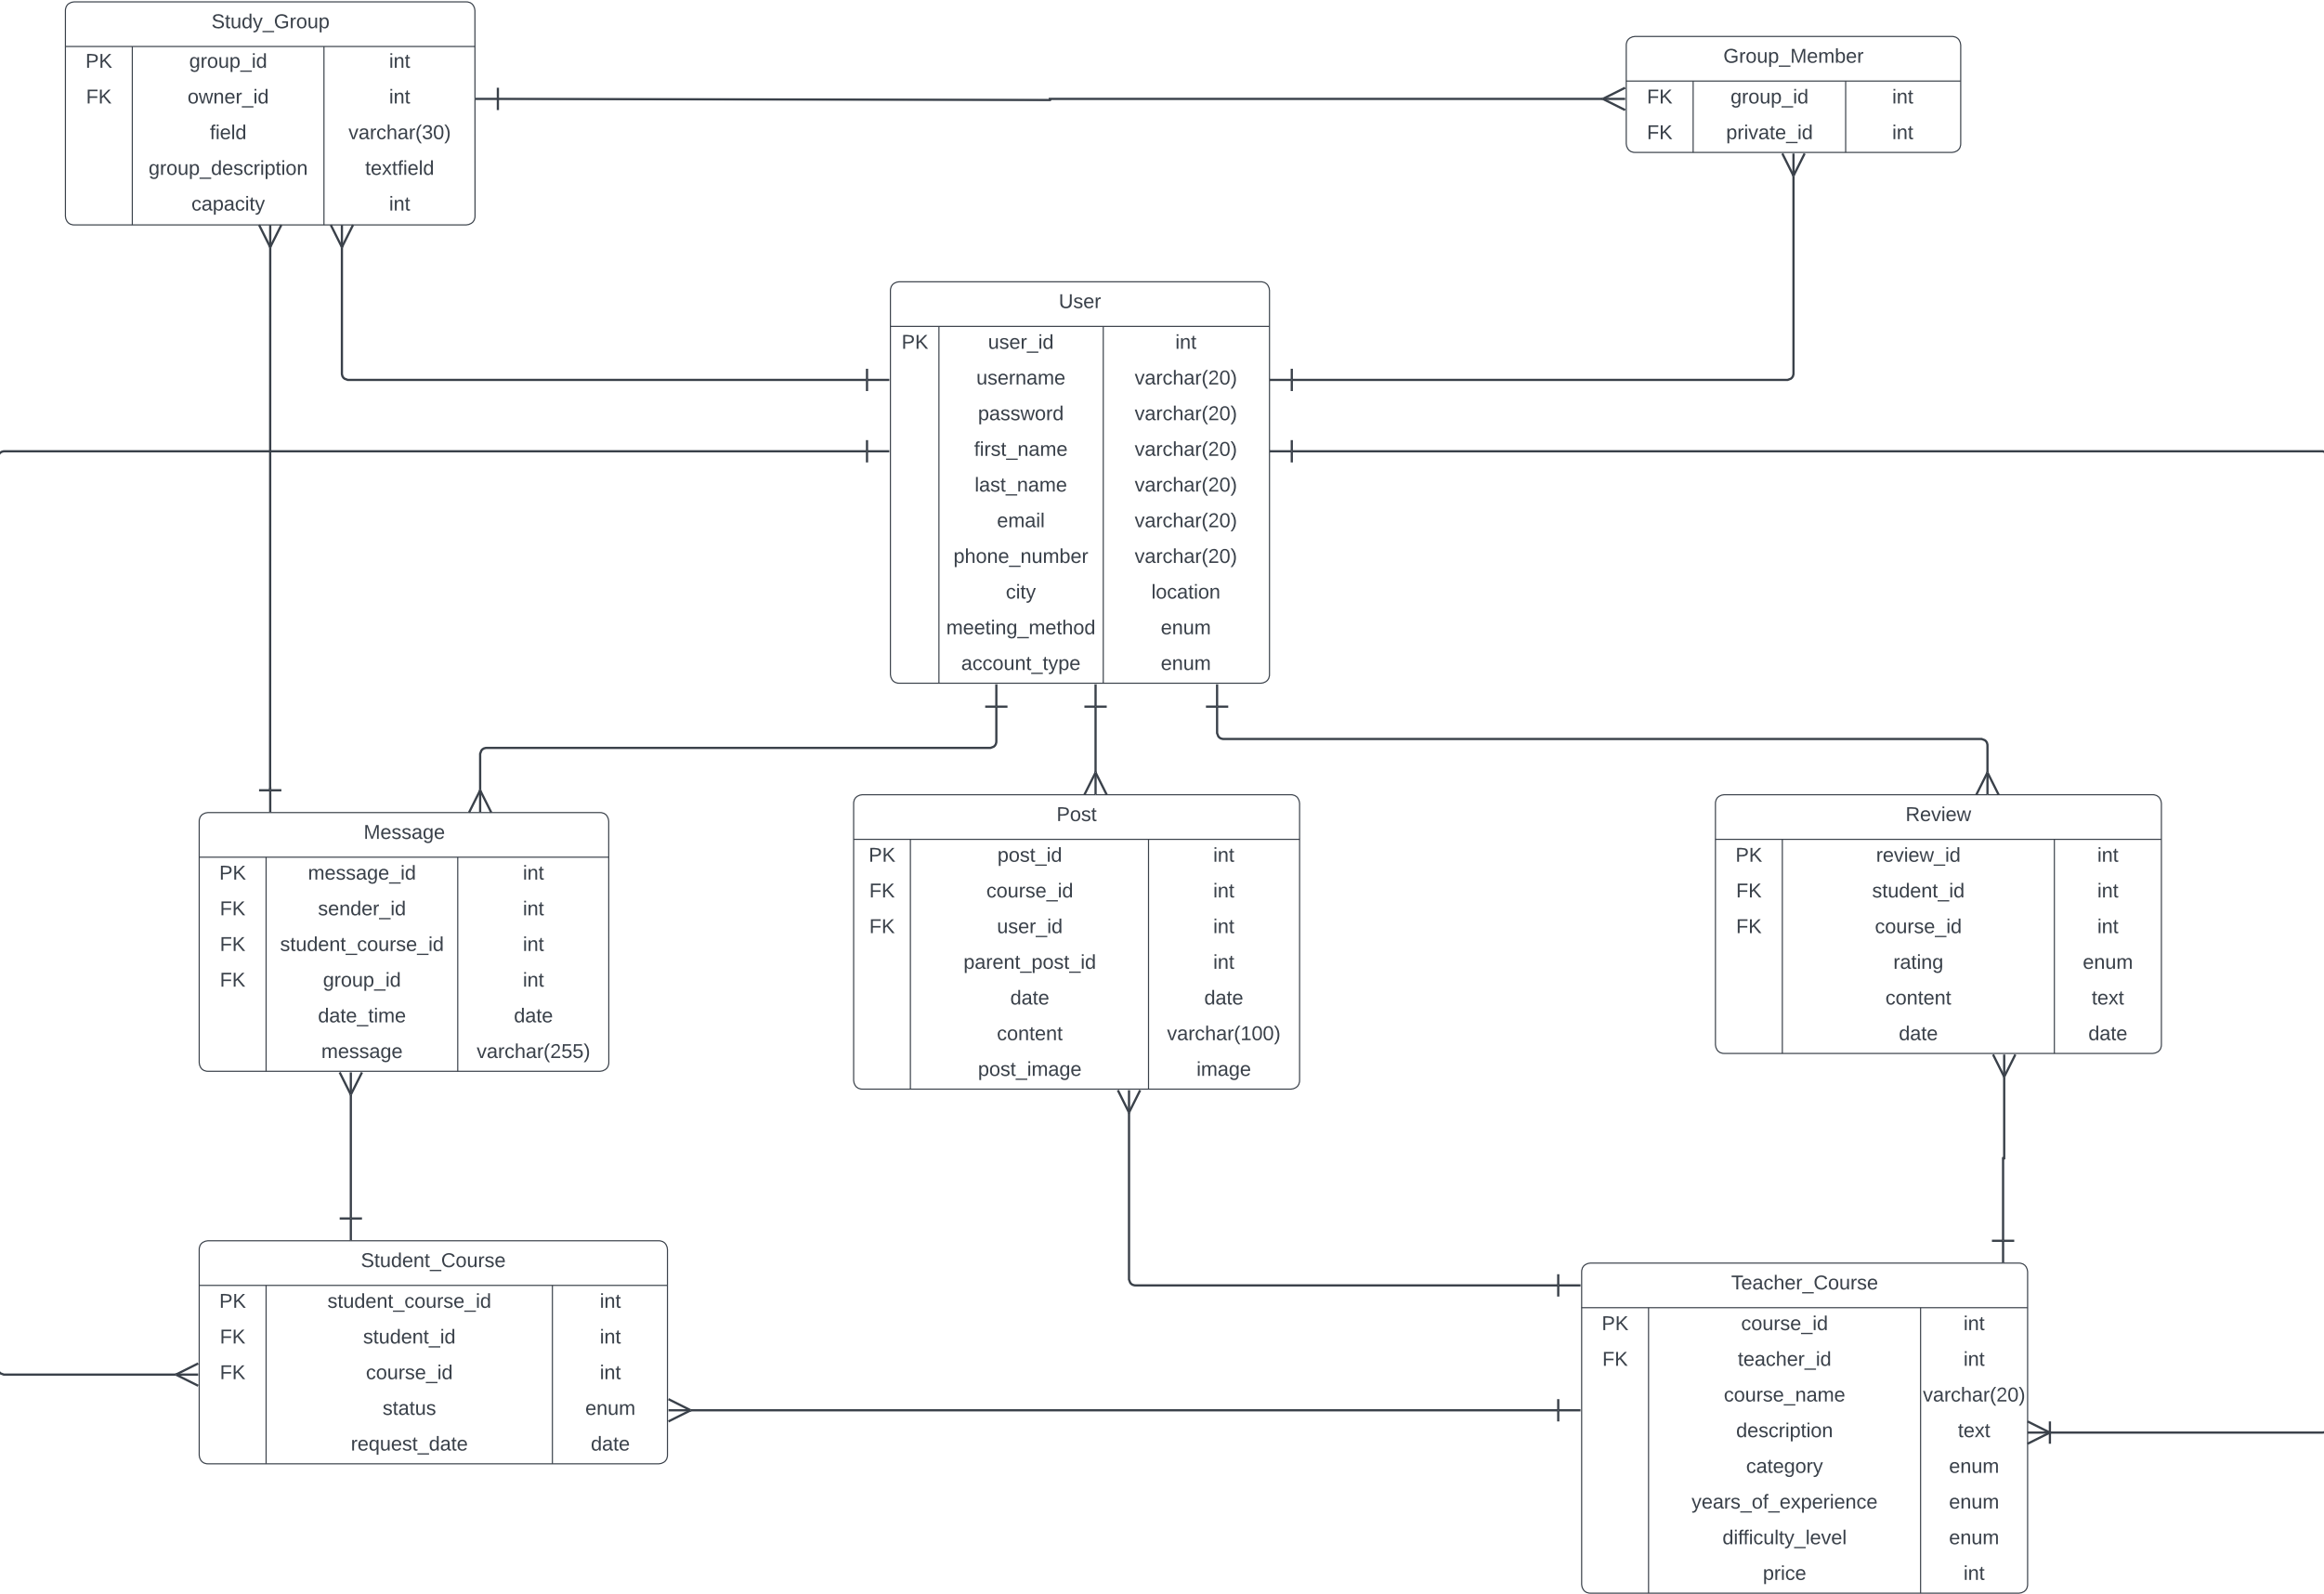 Study_Group
PK group_id int
FK owner_id int
field varchar(30)
group_description textfield
capacity int
Group_Member
FK group_id int
FK private_id int
User
PK user_id int
username varchar(20)
password varchar(20)
first_name varchar(20)
last_name varchar(20)
email varchar(20)
phone_number varchar(20)
city location
meeting_method enum
account_type enum
Message
PK message_id int
FK sender_id int
FK student_course_id int
FK group_id int
date_time date
message varchar(255)
Post
PK post_id int
FK course_id int
FK user_id int
parent_post_id int
date date
content varchar(100)
post_image image
Review
PK review_id int
FK student_id int
FK course_id int
rating enum
content text
date date
Student_Course
PK student_course_id int
FK student_id int
FK course_id int
status enum
request_date date
Teacher_Course
PK course_id int
FK teacher_id int
course_name varchar(20)
description text
category enum
years_of_experience enum
difficulty_level enum
price int